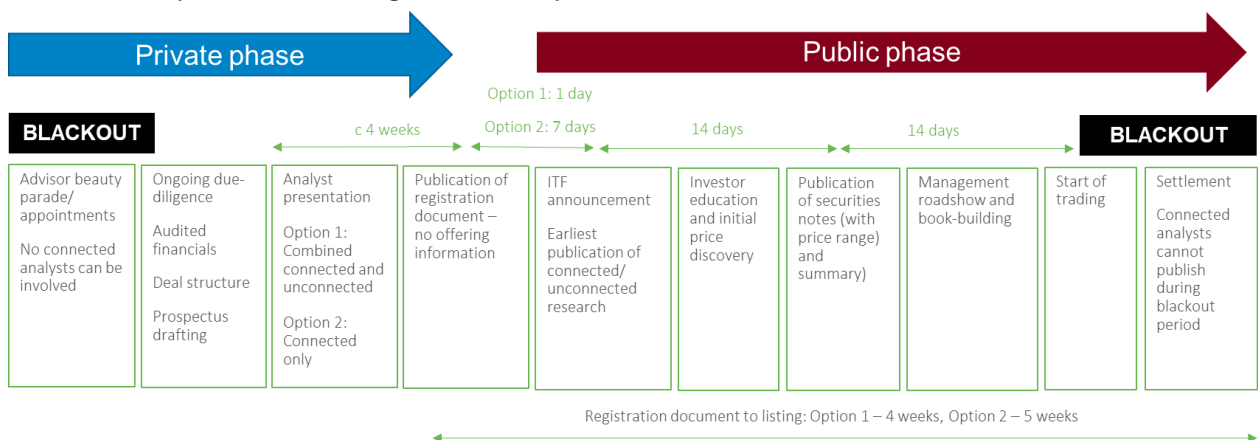 Private phase
Public phase
Option 1: 1 day
BLACKOUT
c 4 weeks
Option 2: 7 days
14 days
14 days
BLACKOUT
Advisor beauty
parade/
appointments
No connected
analysts can be
involved
Ongoing due-
diligence
Audited
financials
Deal structure
Prospectus
drafting
Analyst
presentation
Option 1:
Combined
connected and
unconnected
Option 2:
Connected
only
Publication of
registration
document –
no offering
information
ITF
announcement
Earliest
publication of
connected/
unconnected
research
Investor
education
and initial
price
discovery
Publication
of securities
notes (with
price range)
and
summary)
Management
roadshow and
book-building
Start of
trading
Settlement
Connected
analysts
cannot
publish
during
blackout
period
Registration document to listing: Option 1 – 4 weeks, Option 2 – 5 weeks